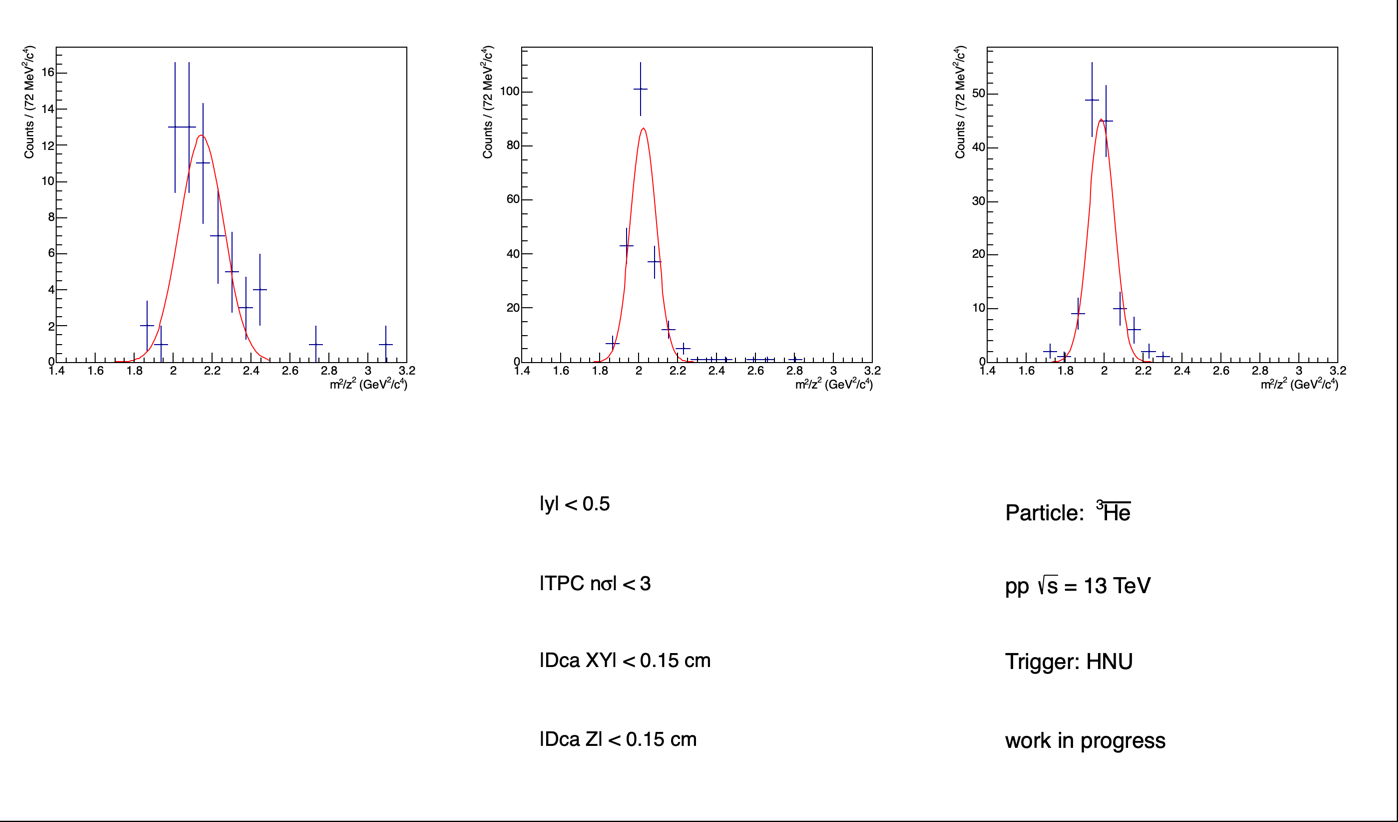 Counts / (72 MeV²/c⁴)
16
14
12
10
8
6
4
2
0
1.4 1.6 1.8 2 2.2 2.4 2.6 2.8 3 3.2
m²/z² (GeV²/c⁴)
Counts / (72 MeV²/c⁴)
100
80
60
40
20
0
1.4 1.6 1.8 2 2.2 2.4 2.6 2.8 3 3.2
m²/z² (GeV²/c⁴)
Counts / (72 MeV²/c⁴)
50
40
30
20
10
0
1.4 1.6 1.8 2 2.2 2.4 2.6 2.8 3 3.2
m²/z² (GeV²/c⁴)
|y| < 0.5
|TPC nσ| < 3
|Dca XY| < 0.15 cm
|Dca Z| < 0.15 cm
Particle: ³H̅e̅
pp √s = 13 TeV
Trigger: HNU
work in progress